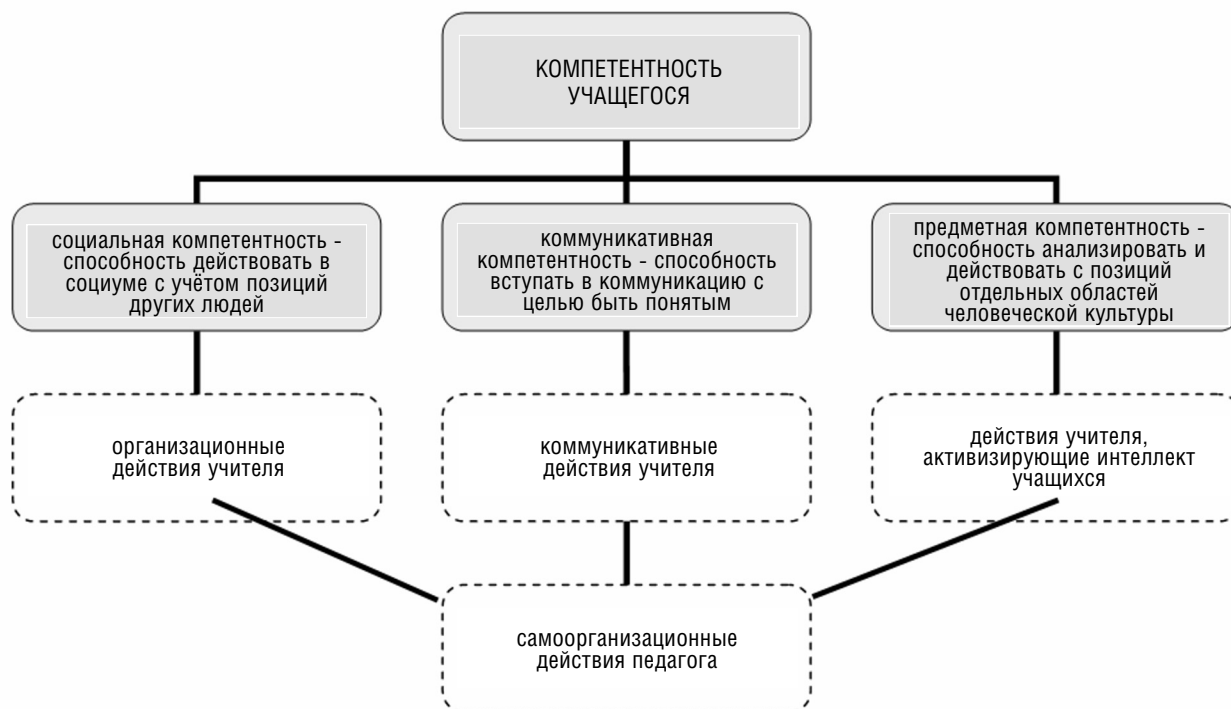 КОМПЕТЕНТНОСТЬ
УЧАЩЕГОСЯ
социальная компетентность -
способность действовать в
социуме с учётом позиций
других людей
коммуникативная
компетентность - способность
вступать в коммуникацию с
целью быть понятым
предметная компетентность -
способность анализировать и
действовать с позиций
отдельных областей
человеческой культуры
организационные
действия учителя
коммуникативные
действия учителя
действия учителя,
активизирующие интеллект
учащихся
самоорганизационные
действия педагога